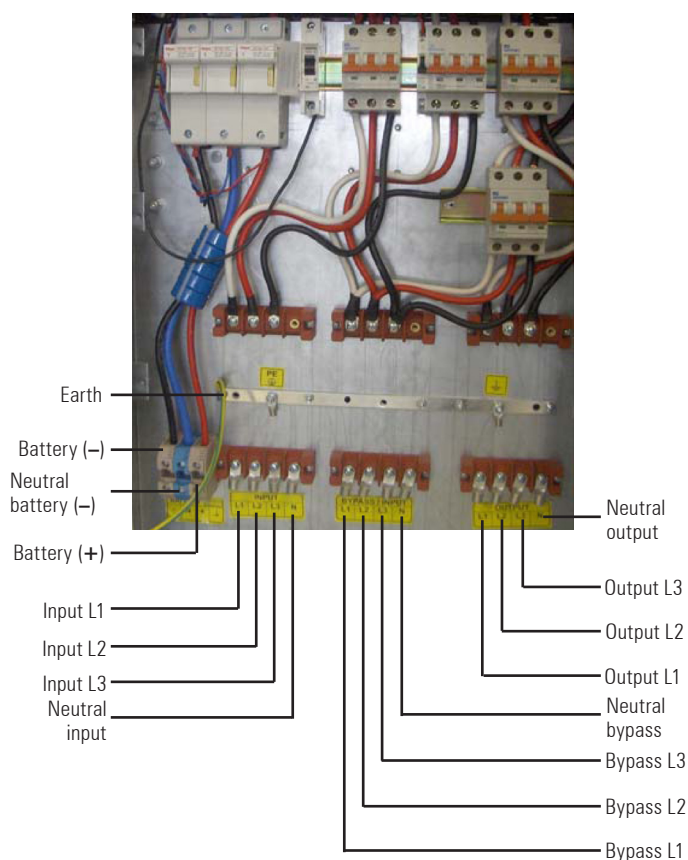 PE
Earth
Battery (–)
Neutral
battery (–)
Battery (+)
INPUT
L1 L2 L3 N
BYPASS INPUT
L1 L2 L3 N
OUTPUT
L1
N
Input L1
Input L2
Input L3
Neutral
input
Neutral
output
Output L3
Output L2
Output L1
Neutral
bypass
Bypass L3
Bypass L2
Bypass L1